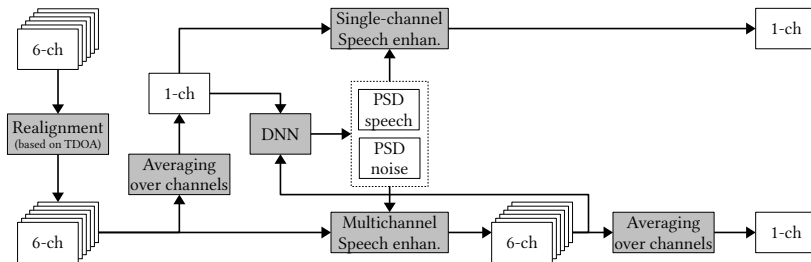 6-ch
Realignment
(based on TDOA)
6-ch
Averaging
over channels
1-ch
DNN
Single-channel
Speech enhan.
PSD
speech
PSD
noise
Multichannel
Speech enhan.
6-ch
Averaging
over channels
1-ch
1-ch